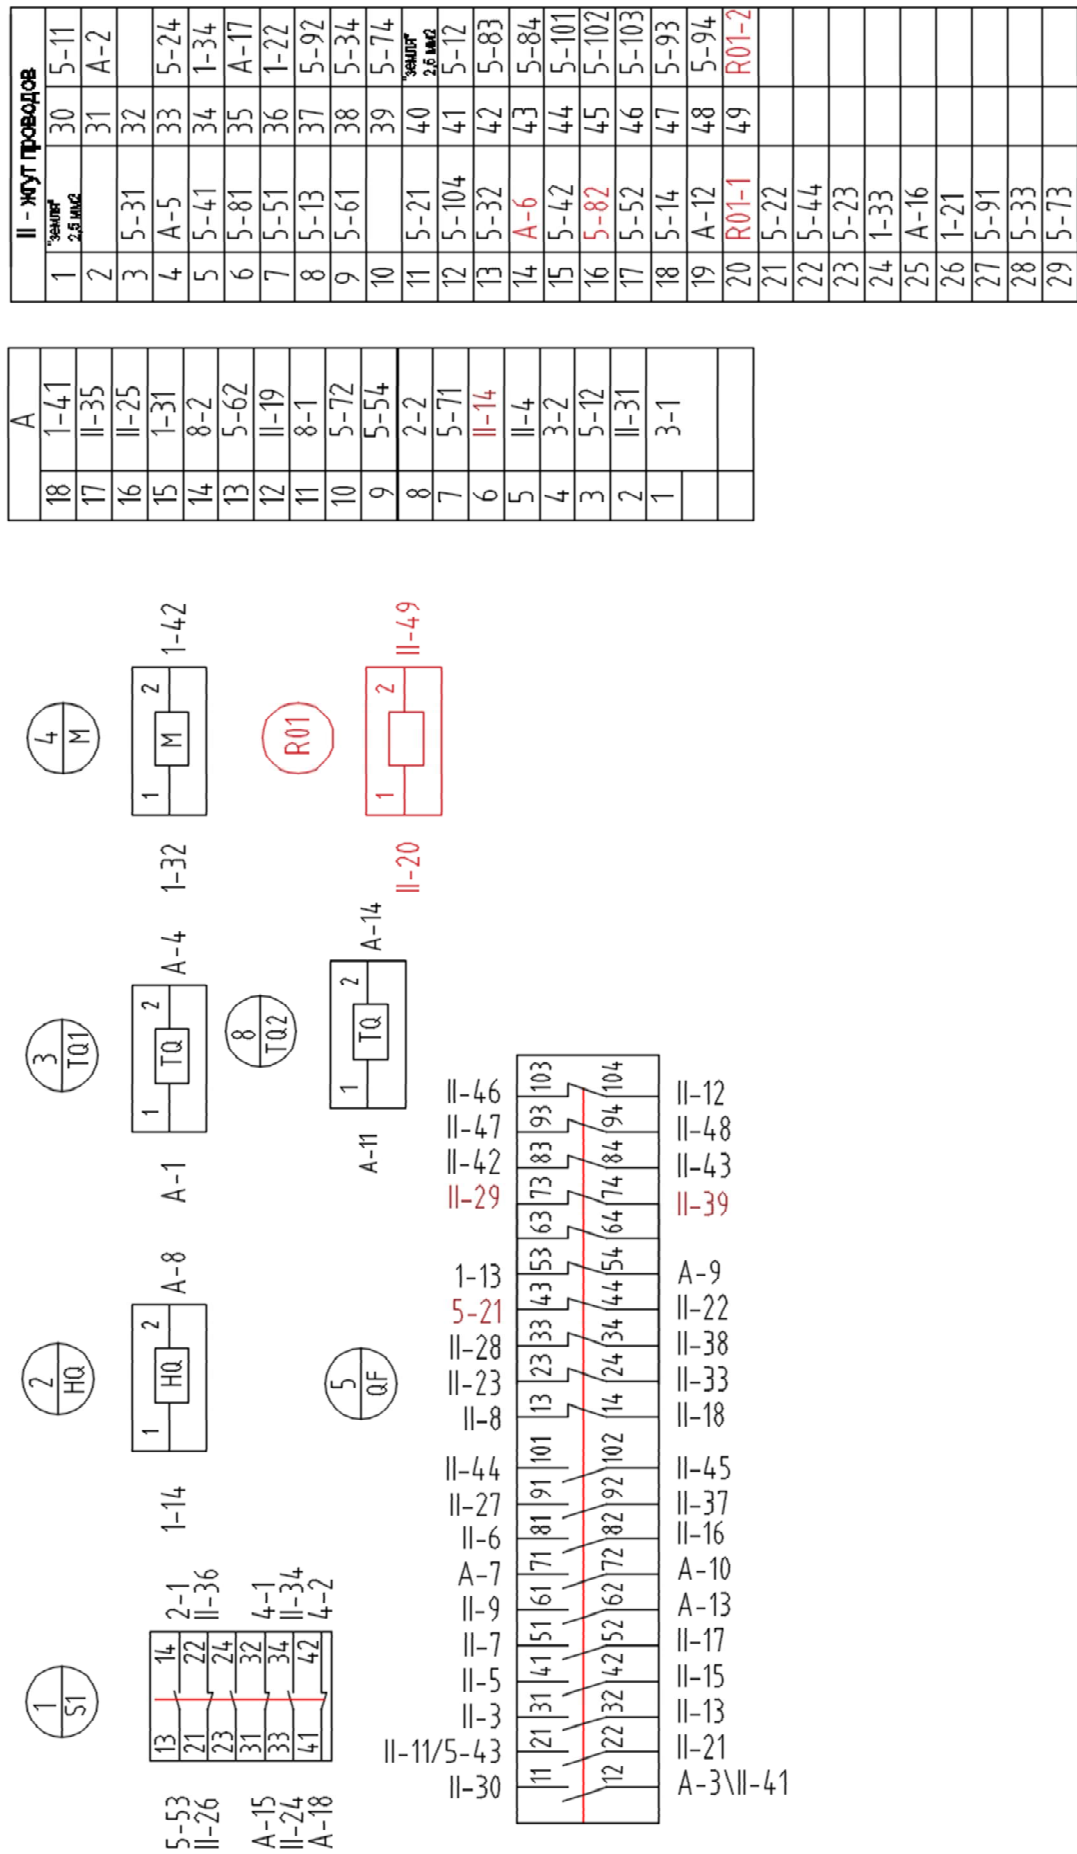 II - жгут проводов
1 "земля" 2,5 мм2 30 5-11
2 31 A-2
3 5-31 32
4 A-5 33 5-24
5 5-41 34 1-34
6 5-81 35 A-17
7 5-51 36 1-22
8 5-13 37 5-92
9 5-61 38 5-34
10 39 5-74
11 5-21 40 "земля" 2,5 мм2
12 5-104 41 5-12
13 5-32 42 5-83
14 A-6 43 5-84
15 5-42 44 5-101
16 5-82 45 5-102
17 5-52 46 5-103
18 5-14 47 5-93
19 A-12 48 5-94
20 R01-1 49 R01-2
21 5-22
22 5-44
23 5-23
24 1-33
25 A-16
26 1-21
27 5-91
28 5-33
29 5-73
A
18 1-41
17 II-35
16 II-25
15 1-31
14 8-2
13 5-62
12 II-19
11 8-1
10 5-72
9 5-54
8 2-2
7 5-71
6 II-14
5 II-4
4 3-2
3 5-12
2 II-31
1 3-1
1
S1
5-53 13 14 2-1
II-26 21 22 II-36
23 24
A-15 31 32 4-1
II-24 33 34 II-34
A-18 41 42 4-2
2
HQ
1-14 1 HQ 2 A-8
3
TQ1
A-1 1 TQ 2 A-4
4
M
1-32 1 M 2 1-42
8
TQ2
A-11 1 TQ 2 A-14
R01
II-20 1 2 II-49
5
QF
II-30 11 12 A-3\II-41
II-11/5-43 21 22 II-21
II-3 31 32 II-13
II-5 41 42 II-15
II-7 51 52 II-17
II-9 61 62 A-13
A-7 71 72 A-10
II-6 81 82 II-16
II-27 91 92 II-37
II-44 101 102 II-45
II-8 13 14 II-18
II-23 23 24 II-33
II-28 33 34 II-38
5-21 43 44 II-22
1-13 53 54 A-9
63 64
II-29 73 74 II-39
II-42 83 84 II-43
II-47 93 94 II-48
II-46 103 104 II-12